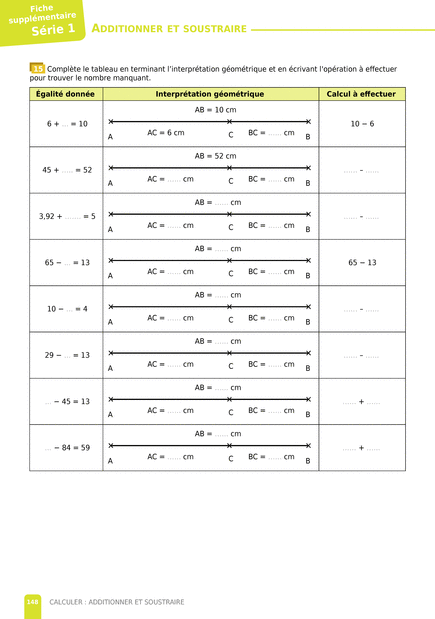 Fiche
supplémentaire
Série 1
ADDITIONNER ET SOUSTRAIRE
15 Complète le tableau en terminant l'interprétation géométrique et en écrivant l'opération à effectuer
pour trouver le nombre manquant.
Égalité donnée Interprétation géométrique Calcul à effectuer
AB = 10 cm
6 + ... = 10 AC = 6 cm BC = ...... cm 10 − 6
A C B
AB = 52 cm
45 + ..... = 52 AC = ...... cm BC = ...... cm ...... – ......
A C B
AB = ...... cm
3,92 + ....... = 5 AC = ...... cm BC = ...... cm ...... – ......
A C B
AB = ...... cm
65 − ... = 13 AC = ...... cm BC = ...... cm 65 − 13
A C B
AB = ...... cm
10 − ... = 4 AC = ...... cm BC = ...... cm ...... – ......
A C B
AB = ...... cm
29 − ... = 13 AC = ...... cm BC = ...... cm ...... – ......
A C B
AB = ...... cm
... − 45 = 13 AC = ...... cm BC = ...... cm ...... + ......
A C B
AB = ...... cm
... − 84 = 59 AC = ...... cm BC = ...... cm ...... + ......
A C B
148 CALCULER : ADDITIONNER ET SOUSTRAIRE